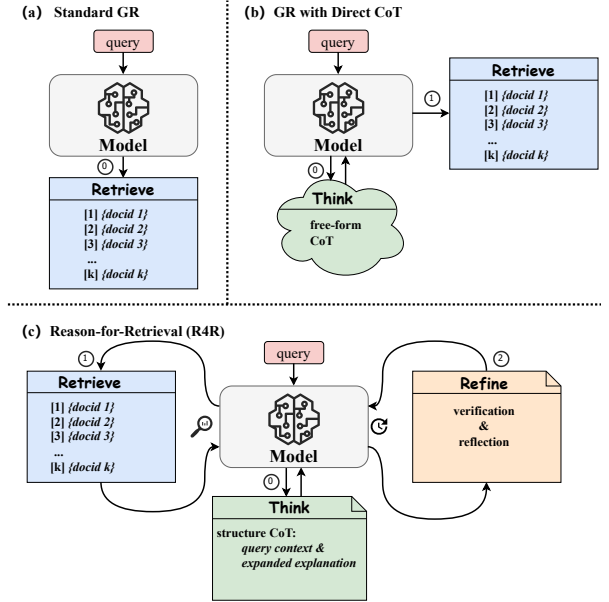 (a) Standard GR
query
Model
0
Retrieve
[1] {docid 1}
[2] {docid 2}
[3] {docid 3}
...
[k] {docid k}
(b) GR with Direct CoT
query
Model
0
1
Think
free-form
CoT
Retrieve
[1] {docid 1}
[2] {docid 2}
[3] {docid 3}
...
[k] {docid k}
(c) Reason-for-Retrieval (R4R)
1
Retrieve
[1] {docid 1}
[2] {docid 2}
[3] {docid 3}
...
[k] {docid k}
query
Model
0
Think
structure CoT:
query context &
expanded explanation
2
Refine
verification
&
reflection